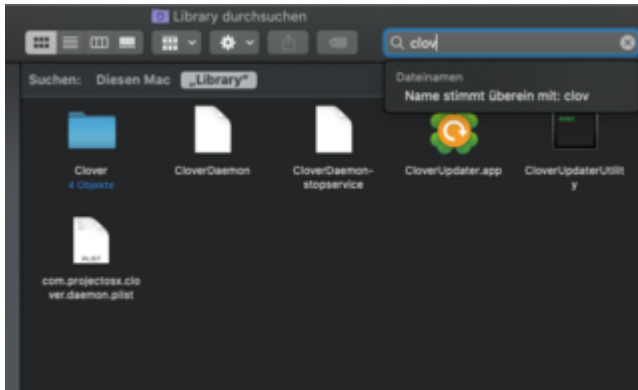 Library durchsuchen
clov
Suchen: Diesen Mac „Library“
Dateinamen
Name stimmt überein mit: clov
Clover
4 Objekte
CloverDaemon
CloverDaemon-
stopservice
CloverUpdater.app
CloverUpdaterUtilit
y
PLIST
com.projectosx.clo
ver.daemon.plist